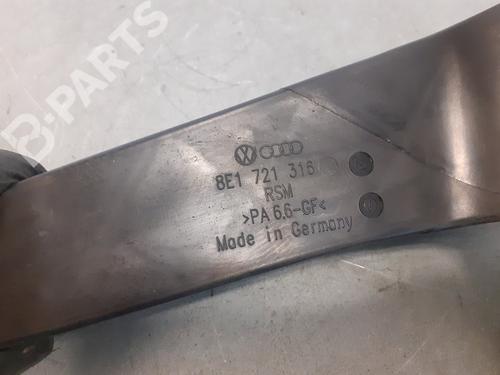 B-PARTS
8E1 721 316
RSM
>PA 6.6-GF<
Made in Germany